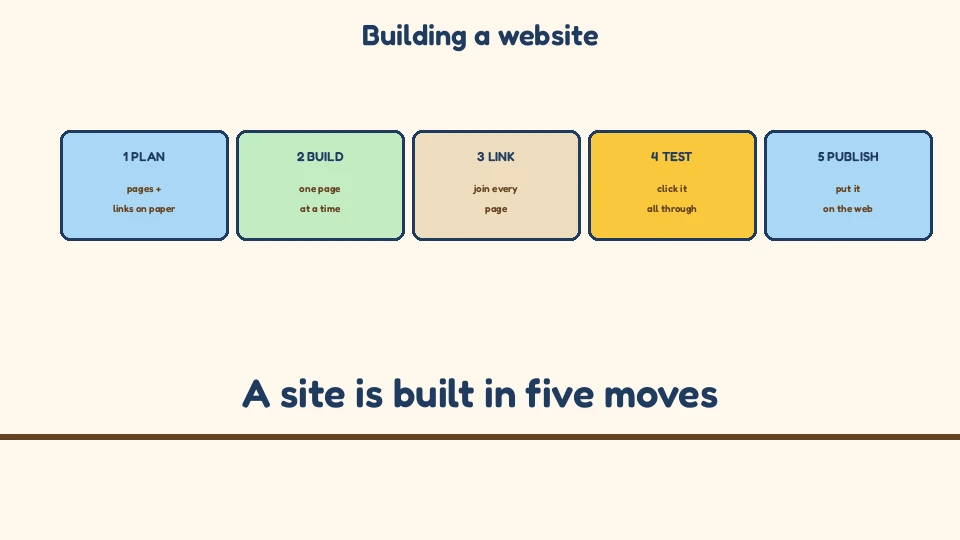 Building a website
1 PLAN
pages +
links on paper
2 BUILD
one page
at a time
3 LINK
join every
page
4 TEST
click it
all through
5 PUBLISH
put it
on the web
A site is built in five moves